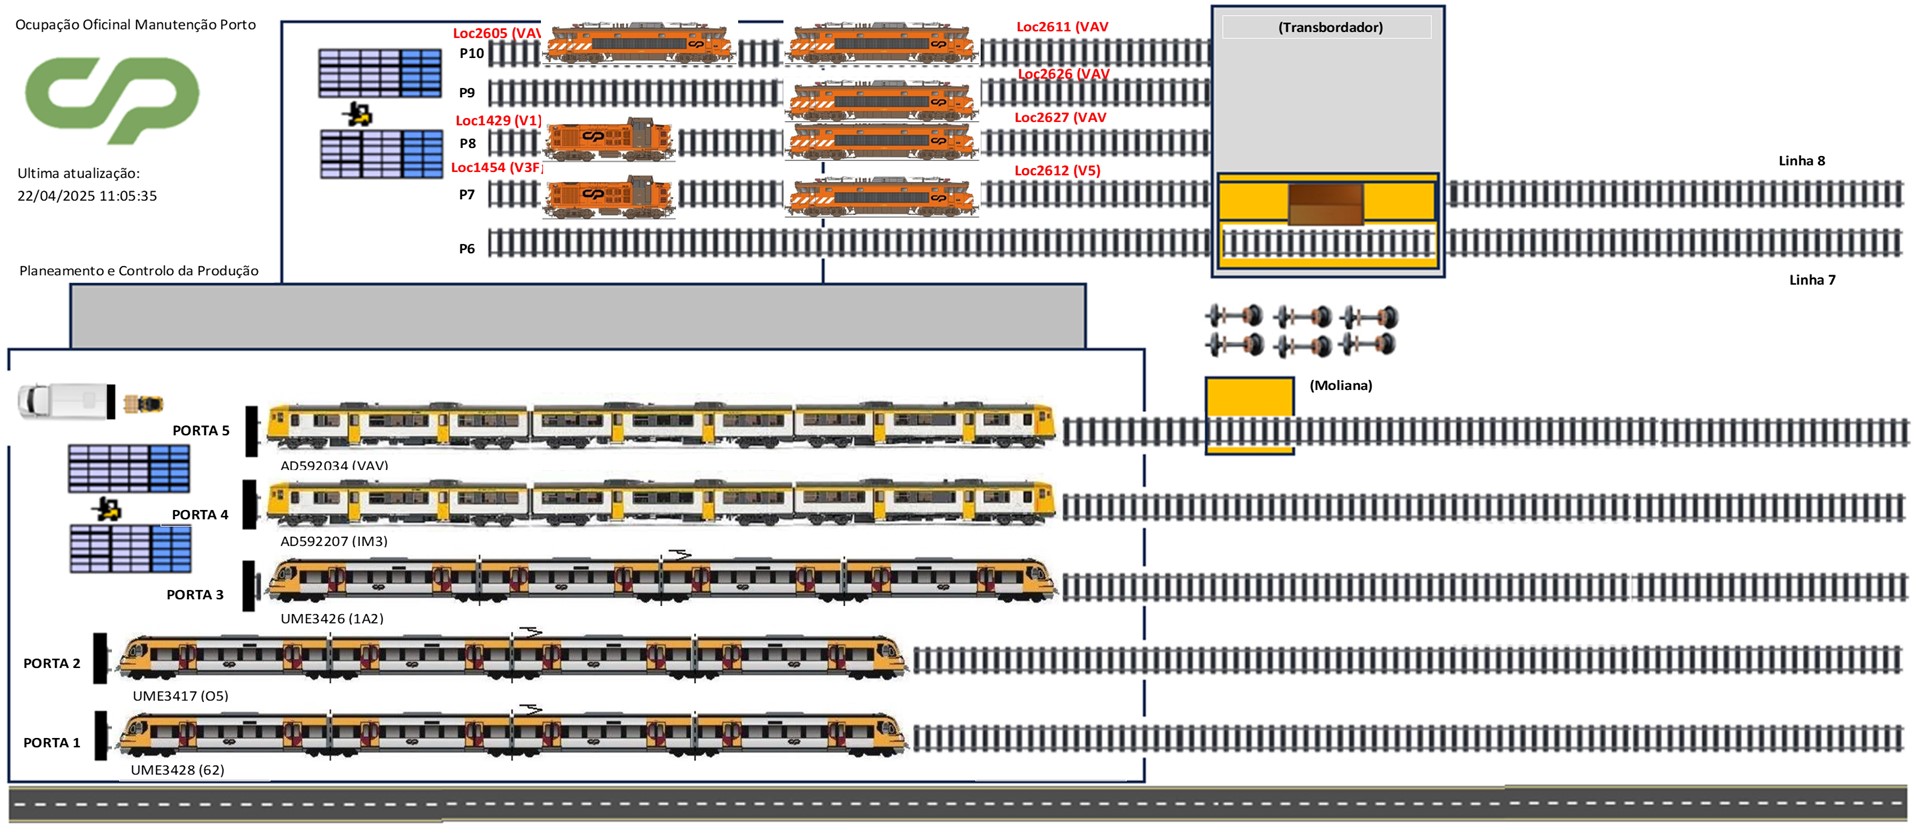 Ocupação Oficinal Manutenção Porto
Ultima atualização:
22/04/2025 11:05:35
Planeamento e Controlo da Produção
Loc2605 (VAV
Loc2611 (VAV
(Transbordador)
P10
Loc2626 (VAV
P9
Loc1429 (V1)
Loc2627 (VAV
P8
Loc1454 (V3F)
Loc2612 (V5)
Linha 8
P7
P6
Linha 7
(Moliana)
PORTA 5
AD592034 (VAV)
PORTA 4
AD592207 (IM3)
PORTA 3
UME3426 (1A2)
PORTA 2
UME3417 (O5)
PORTA 1
UME3428 (62)